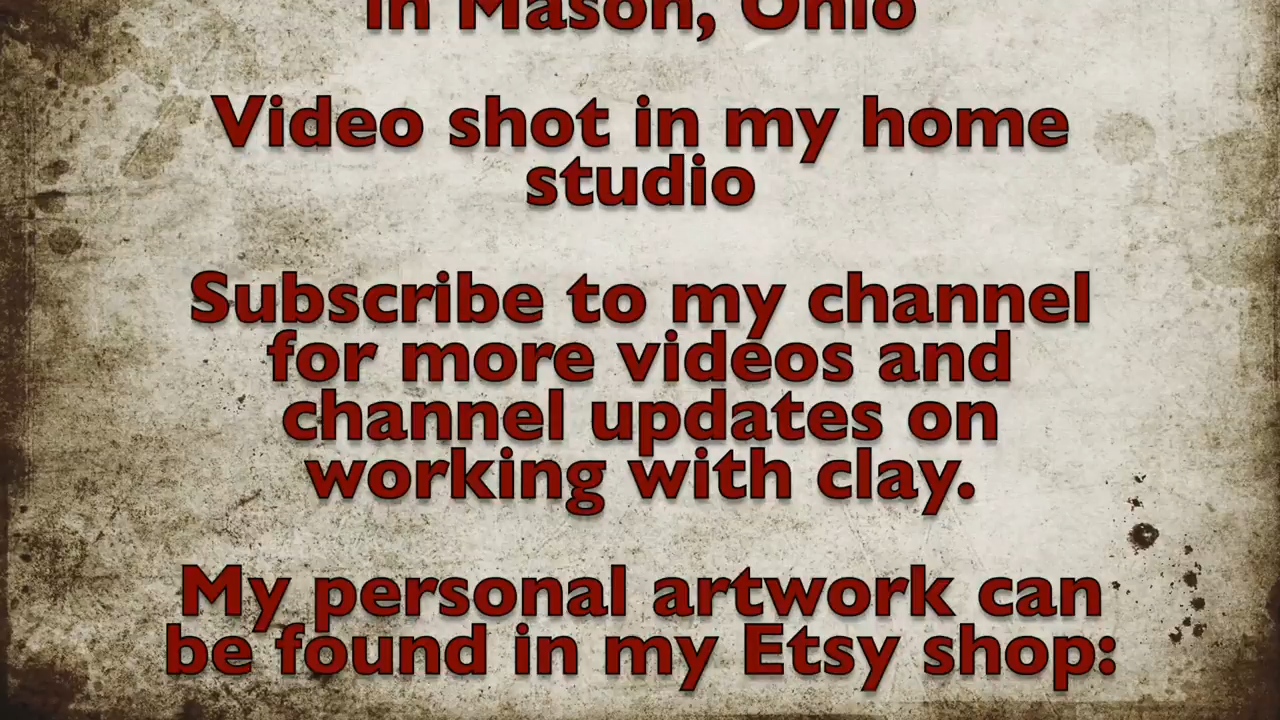 in Mason, Ohio
Video shot in my home
studio
Subscribe to my channel
for more videos and
channel updates on
working with clay.
My personal artwork can
be found in my Etsy shop: